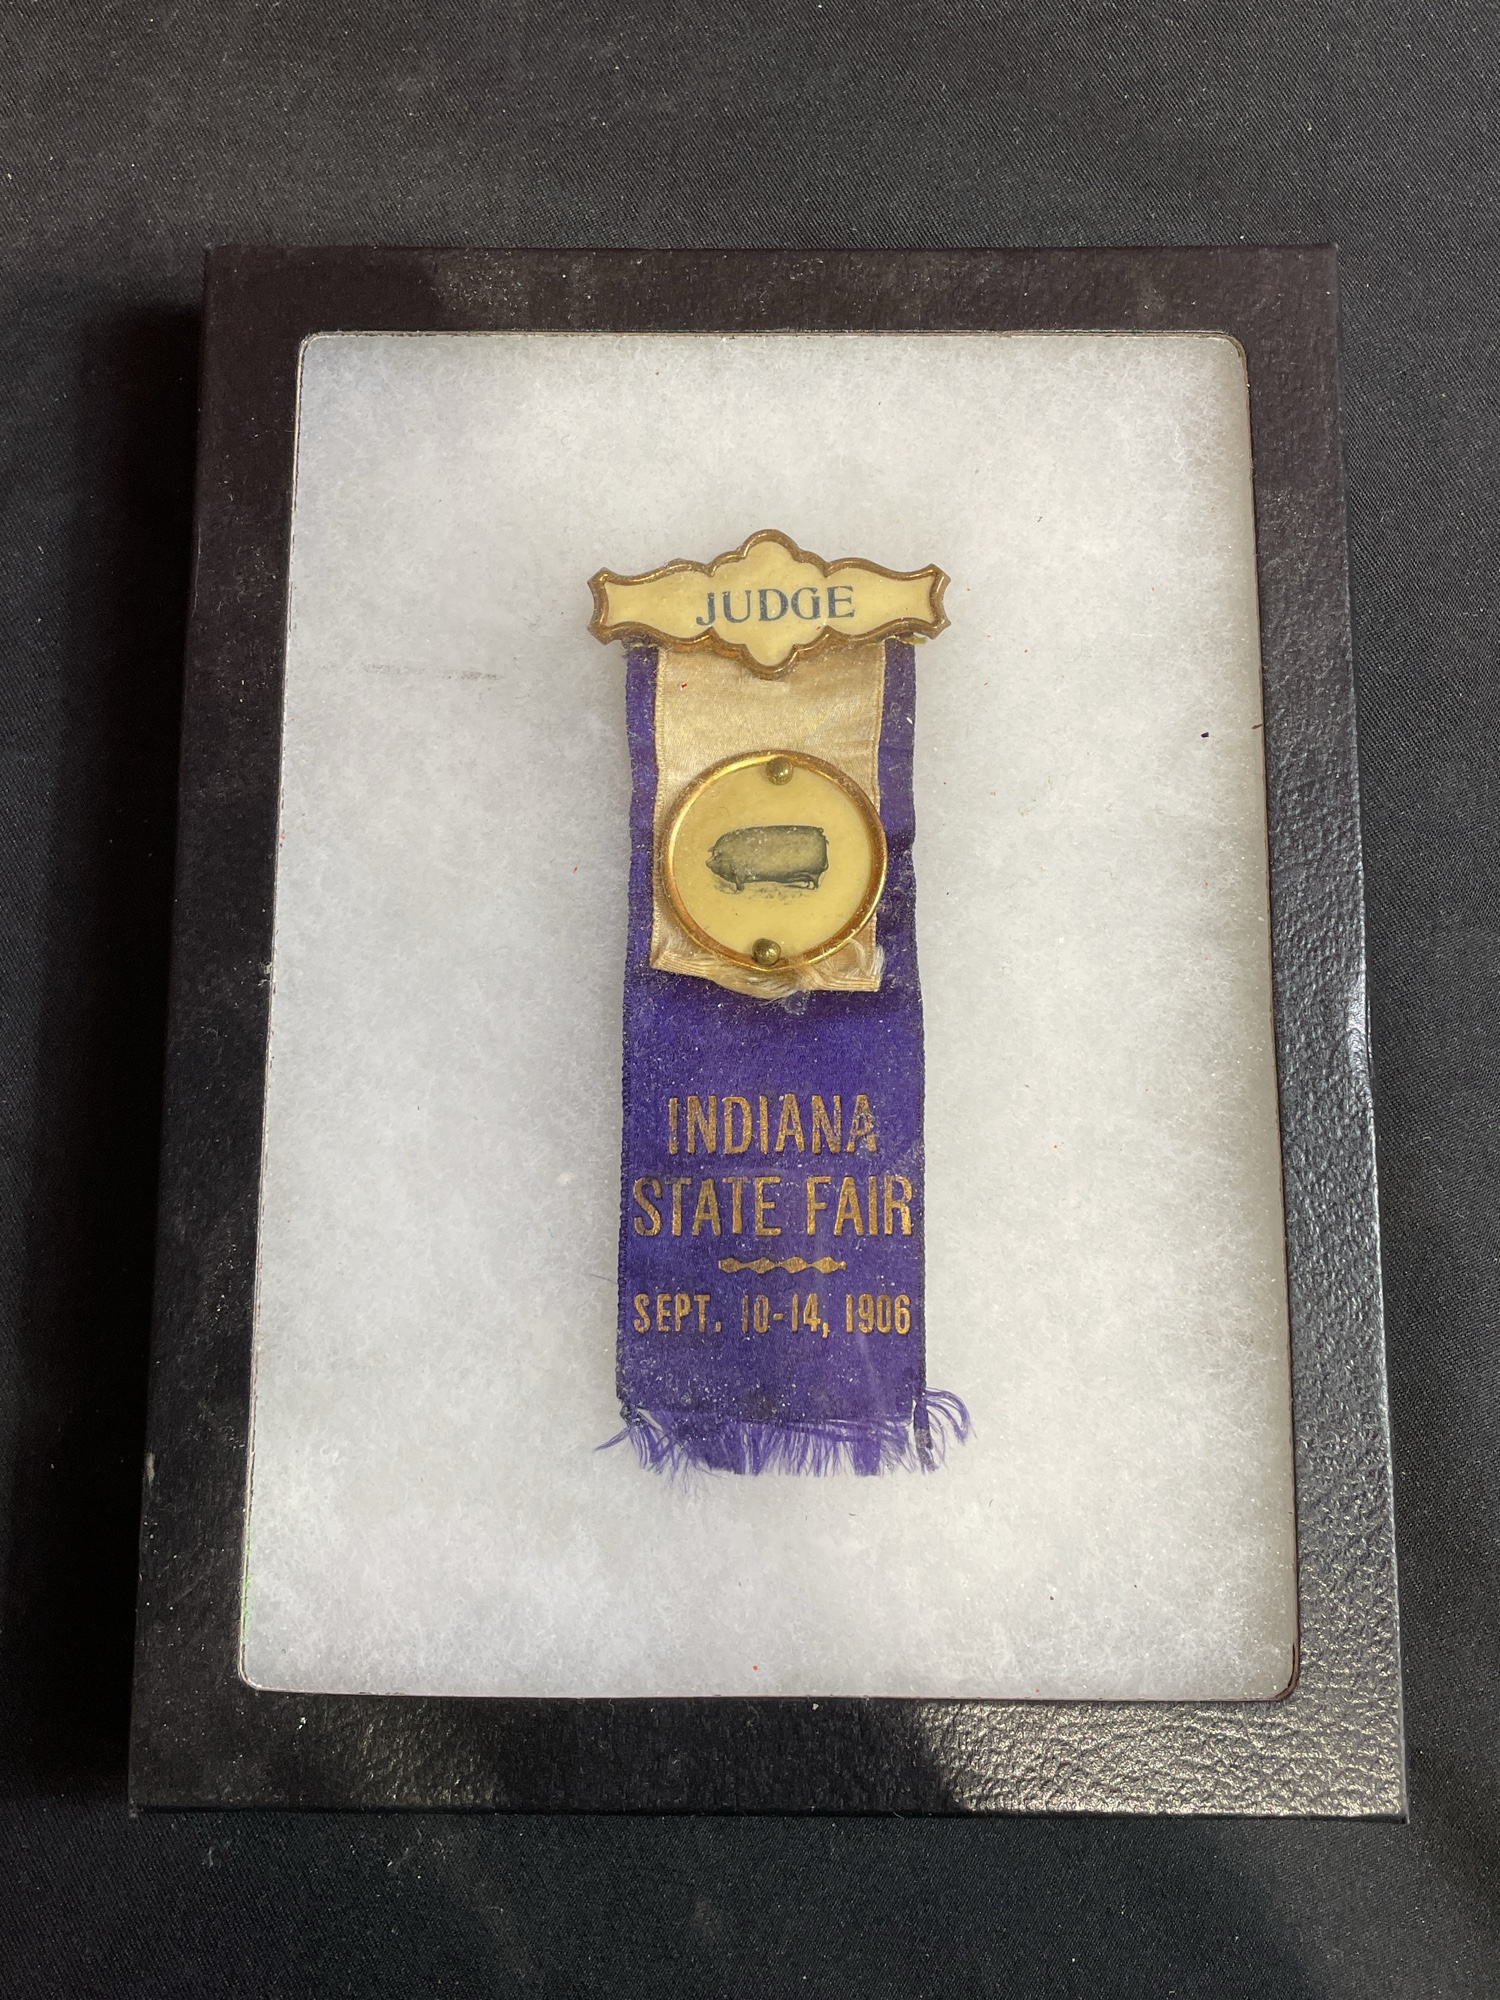 JUDGE
INDIANA
STATE FAIR
SEPT. 10-14, 1906